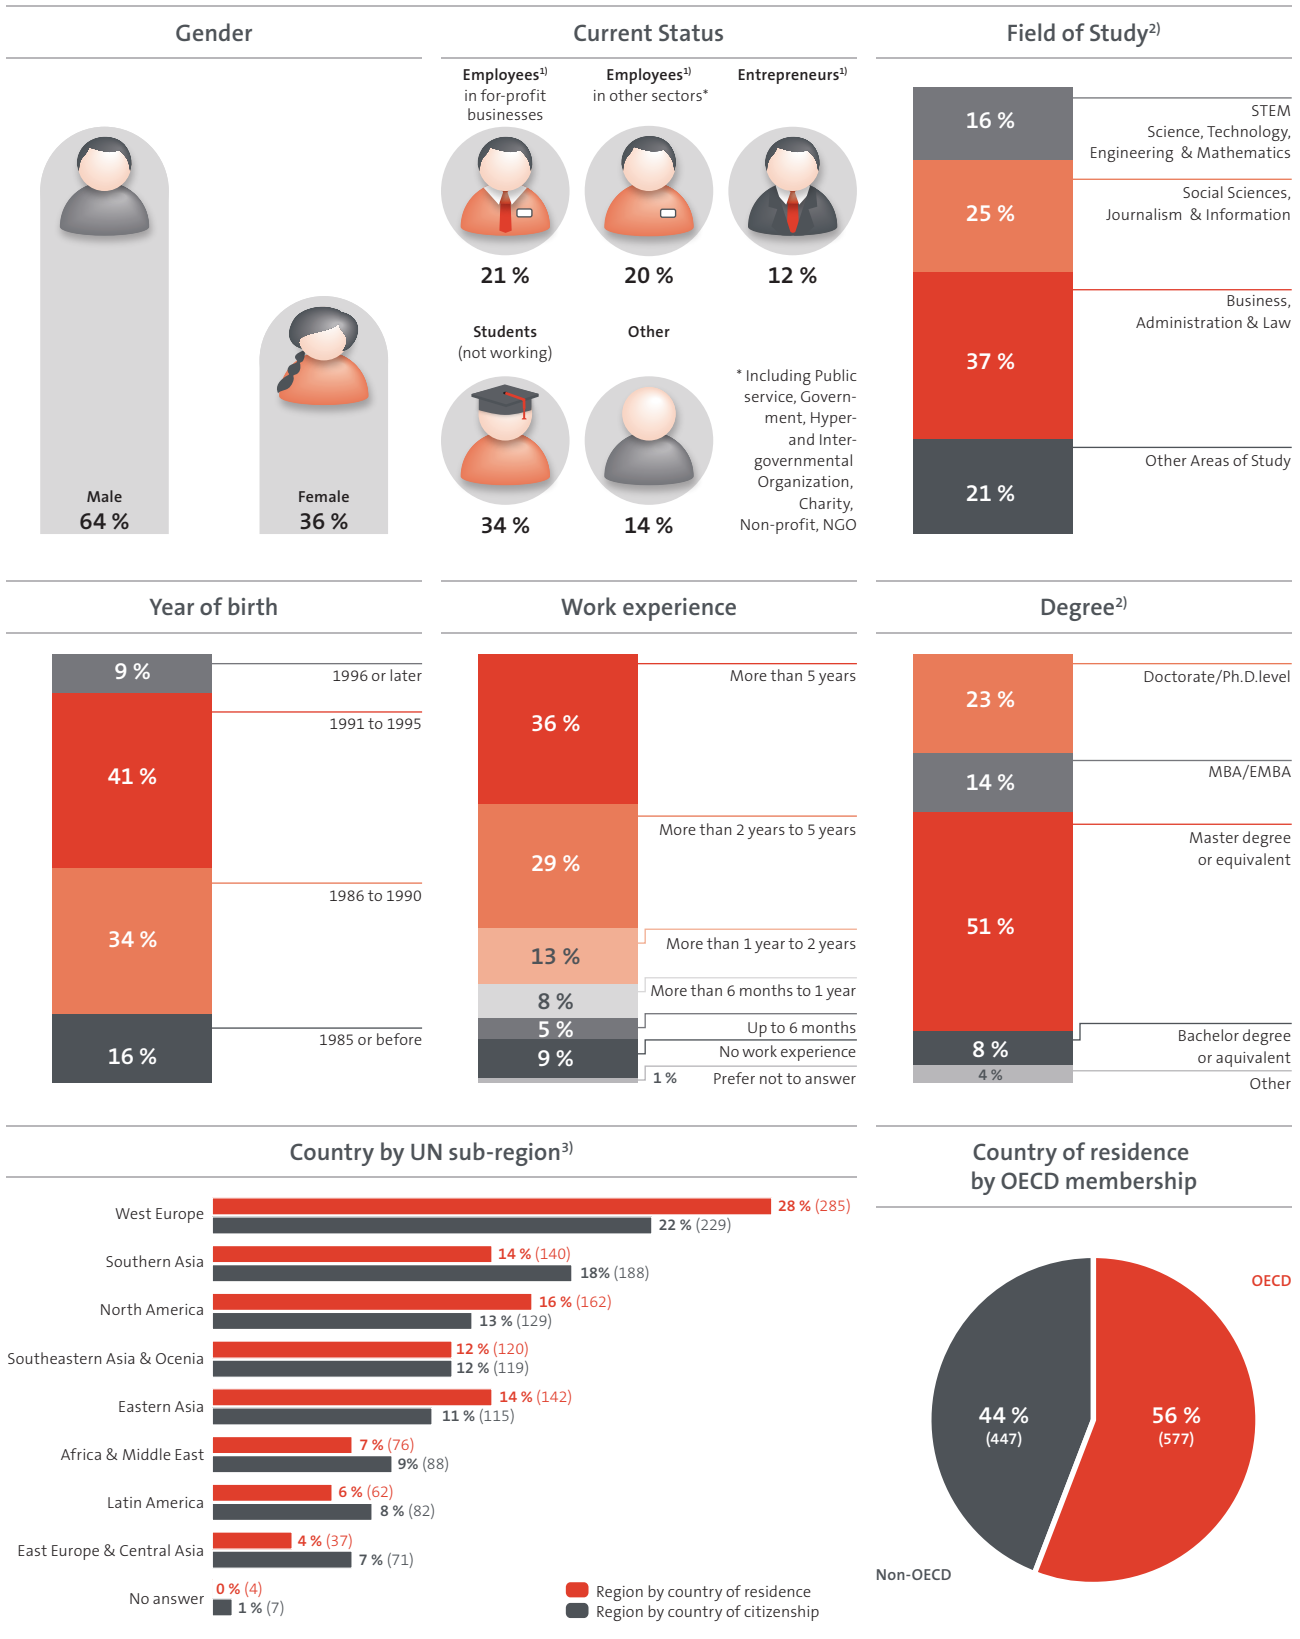 Gender
Male
64 %
Female
36 %
Current Status
Employees1)
in for-profit
businesses
21 %
Employees1)
in other sectors*
20 %
Entrepreneurs1)
12 %
Students
(not working)
34 %
Other
14 %
* Including Public
service, Govern-
ment, Hyper-
and Inter-
governmental
Organization,
Charity,
Non-profit, NGO
Field of Study2)
16 %
STEM
Science, Technology,
Engineering & Mathematics
25 %
Social Sciences,
Journalism & Information
37 %
Business,
Administration & Law
21 %
Other Areas of Study
Year of birth
9 %
1996 or later
41 %
1991 to 1995
34 %
1986 to 1990
16 %
1985 or before
Work experience
36 %
More than 5 years
29 %
More than 2 years to 5 years
13 %
More than 1 year to 2 years
8 %
More than 6 months to 1 year
5 %
Up to 6 months
9 %
No work experience
1 %
Prefer not to answer
Degree2)
23 %
Doctorate/Ph.D.level
14 %
MBA/EMBA
51 %
Master degree
or equivalent
8 %
Bachelor degree
or aquivalent
4 %
Other
Country by UN sub-region3)
West Europe
28 % (285)
22 % (229)
Southern Asia
14 % (140)
18% (188)
North America
16 % (162)
13 % (129)
Southeastern Asia & Ocenia
12 % (120)
12 % (119)
Eastern Asia
14 % (142)
11 % (115)
Africa & Middle East
7 % (76)
9% (88)
Latin America
6 % (62)
8 % (82)
East Europe & Central Asia
4 % (37)
7 % (71)
No answer
0 % (4)
1 % (7)
Region by country of residence
Region by country of citizenship
Country of residence
by OECD membership
OECD
56 %
(577)
44 %
(447)
Non-OECD